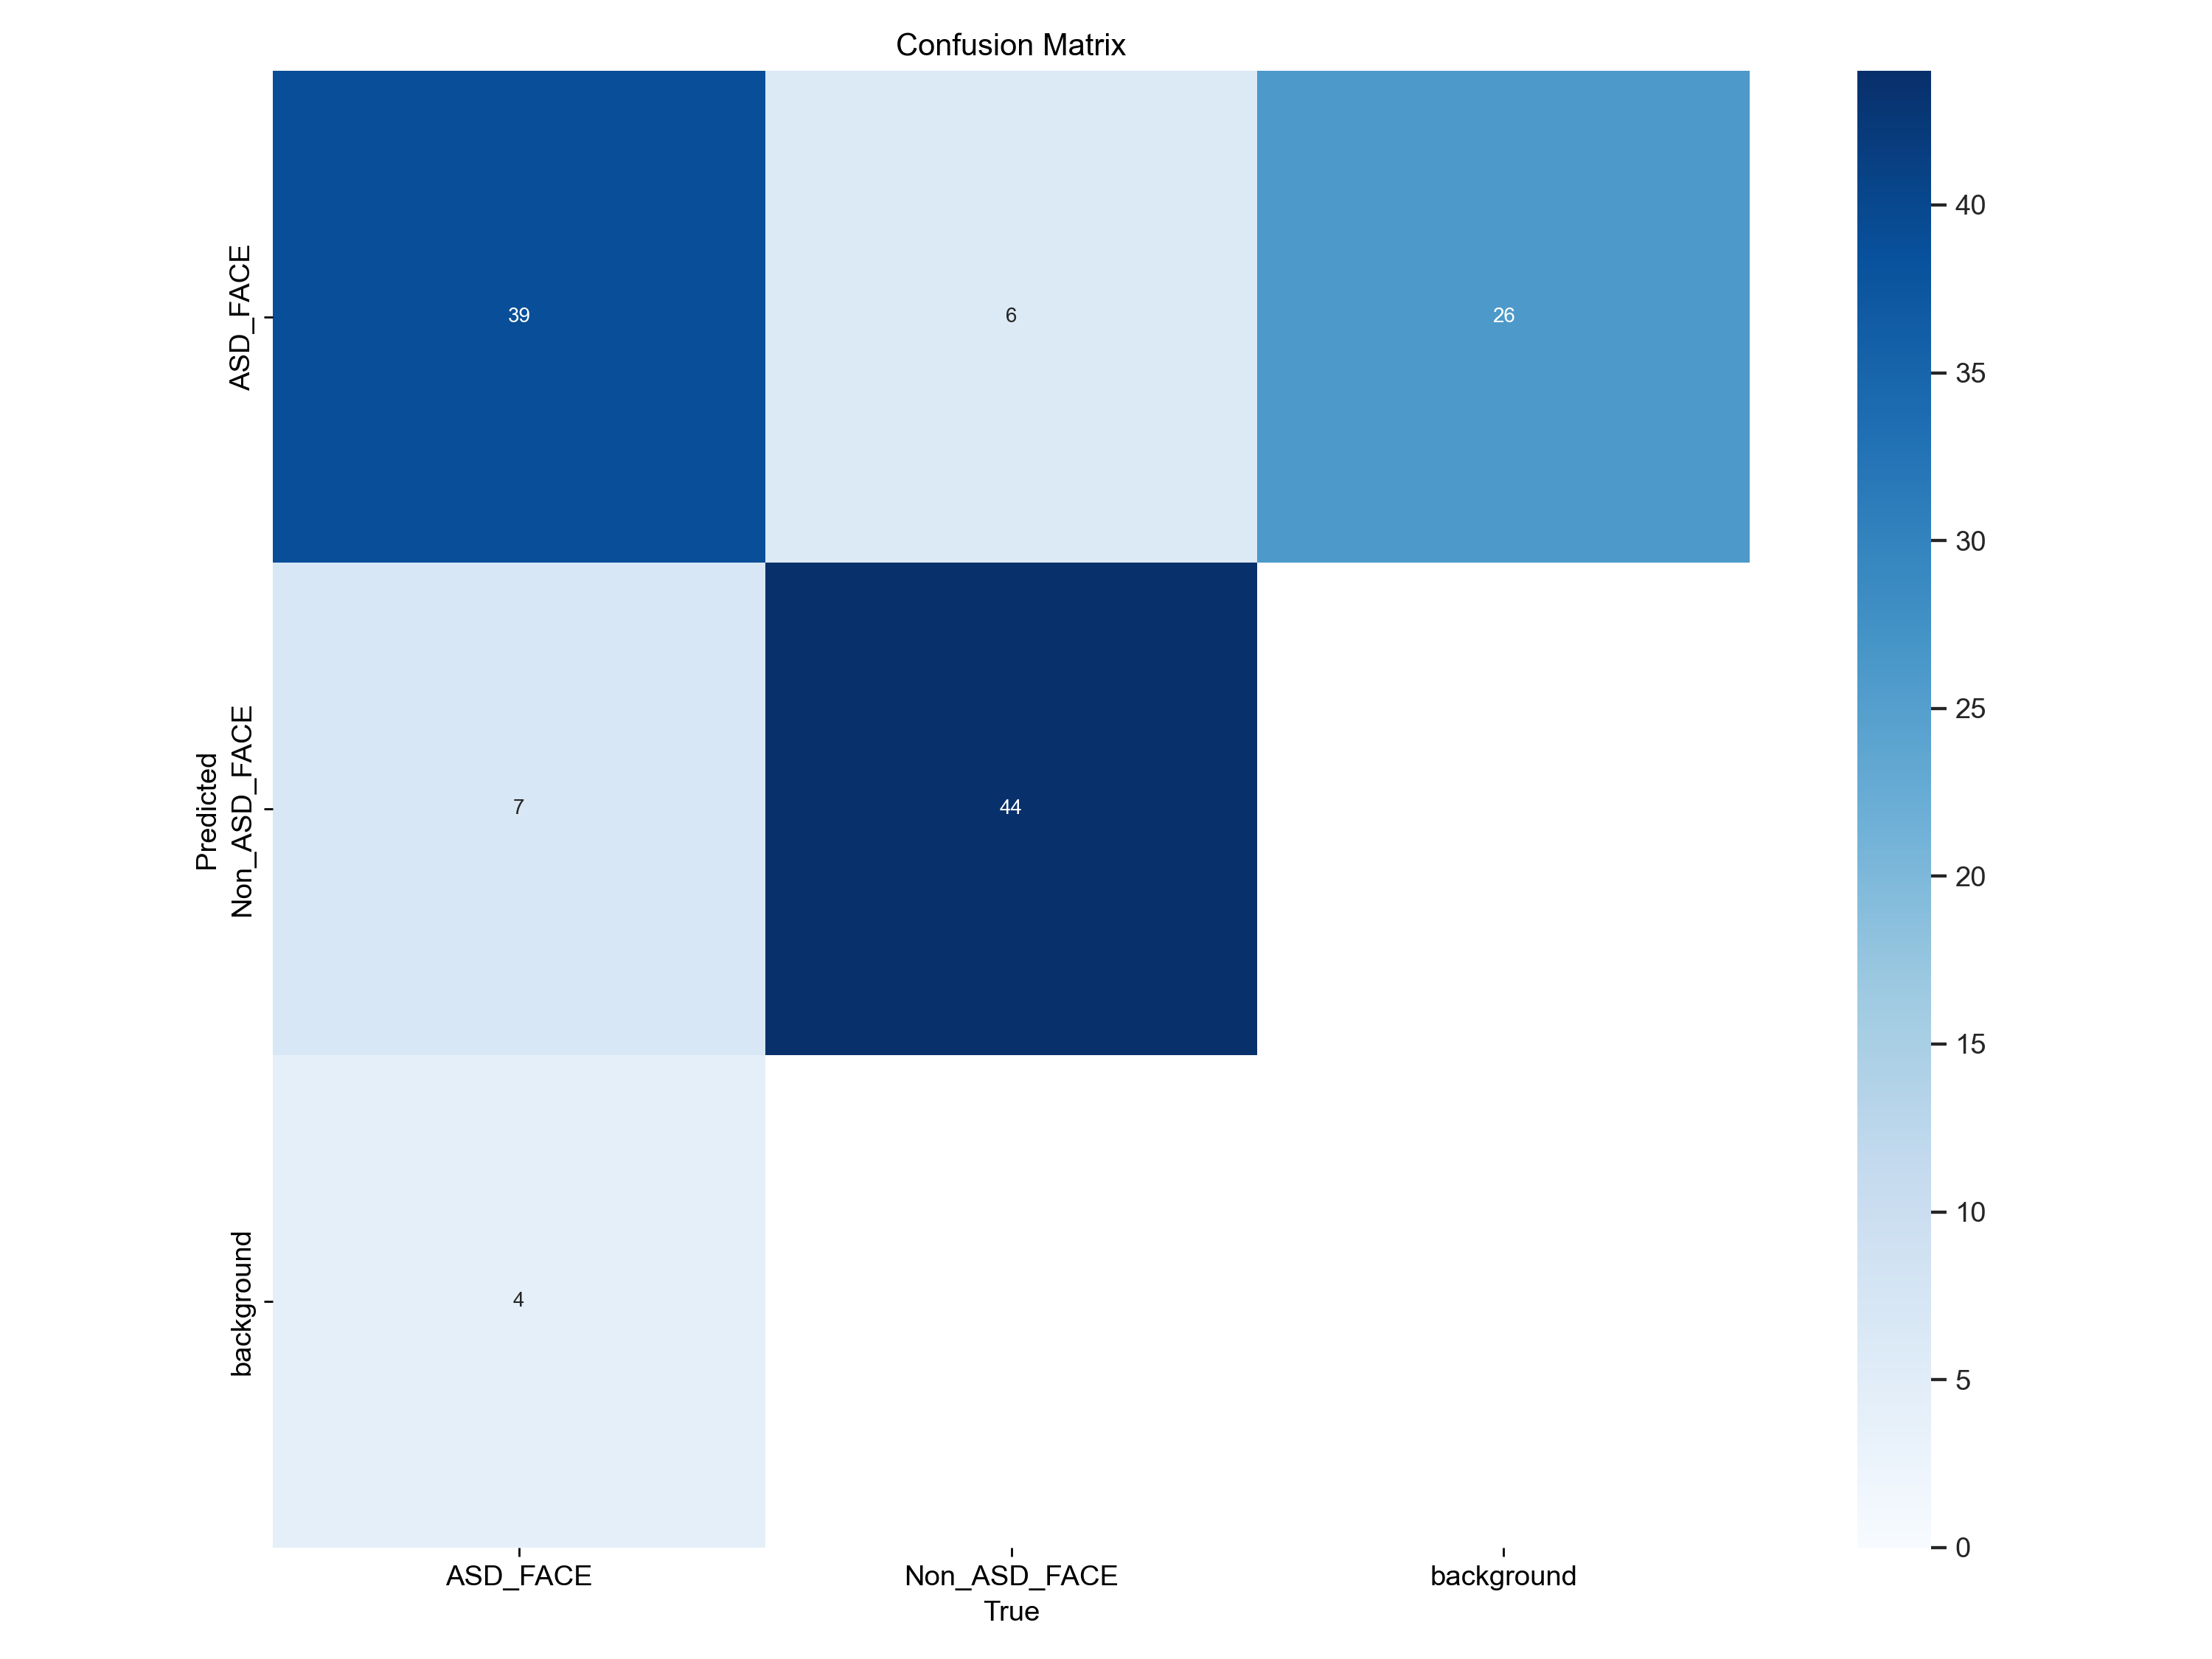 Confusion Matrix
Predicted
ASD_FACE
39
6
26
Non_ASD_FACE
7
44
background
4
ASD_FACE
Non_ASD_FACE
background
True
40
35
30
25
20
15
10
5
0